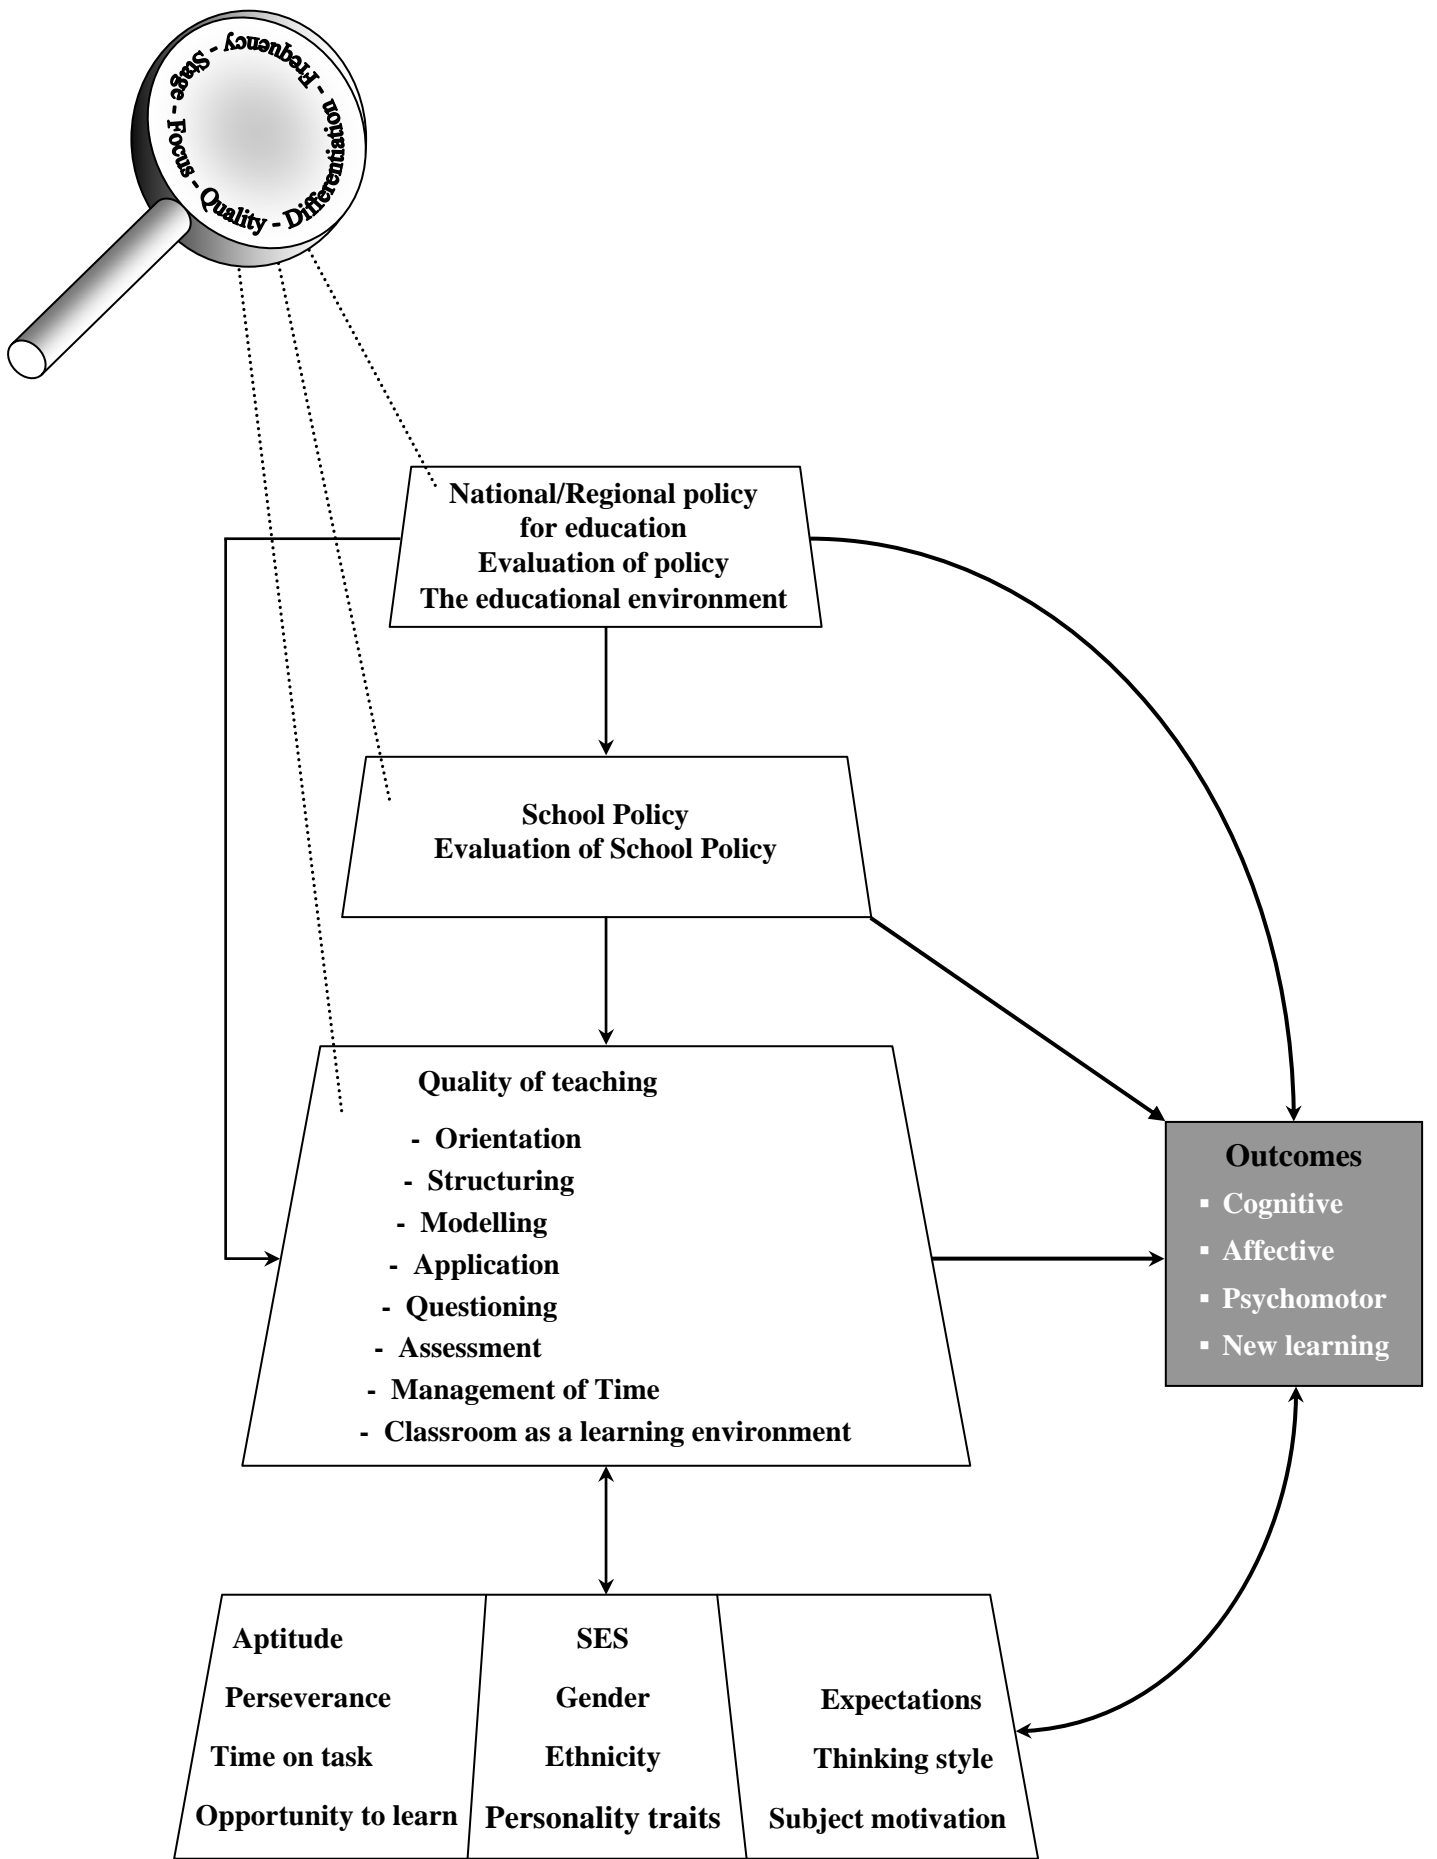 Frequency - Differentiation - Quality - Focus - Stage -
National/Regional policy
for education
Evaluation of policy
The educational environment
School Policy
Evaluation of School Policy
Quality of teaching
- Orientation
- Structuring
- Modelling
- Application
- Questioning
- Assessment
- Management of Time
- Classroom as a learning environment
Outcomes
▪ Cognitive
▪ Affective
▪ Psychomotor
▪ New learning
Aptitude
Perseverance
Time on task
Opportunity to learn
SES
Gender
Ethnicity
Personality traits
Expectations
Thinking style
Subject motivation